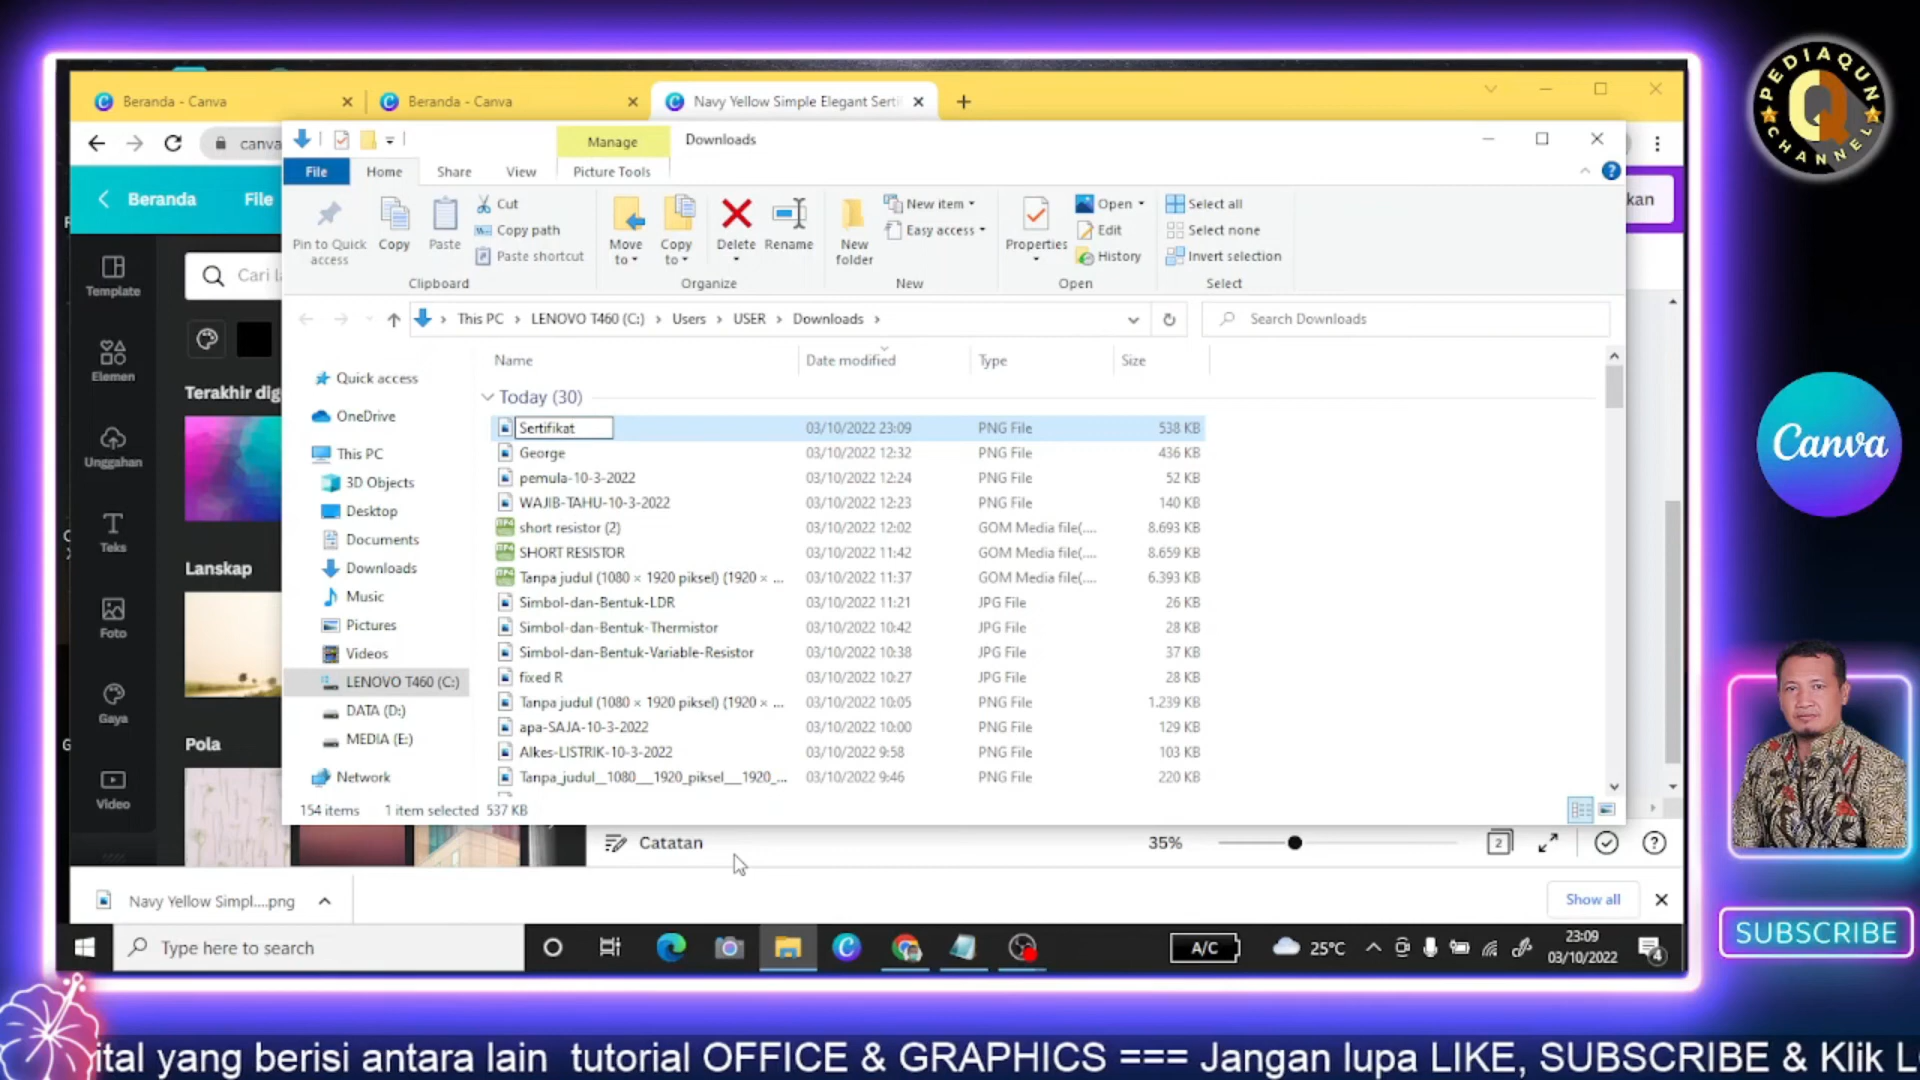 Beranda - Canva
Beranda - Canva
Navy Yellow Simple Elegant Serti
canva
Manage
Downloads
File
Home
Share
View
Picture Tools
Beranda
File
kan
Pin to Quick access
Copy
Paste
Cut
Copy path
Paste shortcut
Clipboard
Move to
Copy to
Delete
Rename
Organize
New folder
New item
Easy access
New
Properties
Open
Edit
History
Open
Select all
Select none
Invert selection
Select
This PC
LENOVO T460 (C:)
Users
USER
Downloads
Search Downloads
Template
Elemen
Unggahan
Teks
Foto
Gaya
Video
Cari l
Terakhir dig
Lanskap
Pola
Quick access
OneDrive
This PC
3D Objects
Desktop
Documents
Downloads
Music
Pictures
Videos
LENOVO T460 (C:)
DATA (D:)
MEDIA (E:)
Network
Name Date modified Type Size
Today (30)
Sertifikat 03/10/2022 23:09 PNG File 538 KB
George 03/10/2022 12:32 PNG File 436 KB
pemula-10-3-2022 03/10/2022 12:24 PNG File 52 KB
WAJIB-TAHU-10-3-2022 03/10/2022 12:23 PNG File 140 KB
short resistor (2) 03/10/2022 12:02 GOM Media file(.... 8.693 KB
SHORT RESISTOR 03/10/2022 11:42 GOM Media file(.... 8.659 KB
Tanpa judul (1080 × 1920 piksel) (1920 × ... 03/10/2022 11:37 GOM Media file(.... 6.393 KB
Simbol-dan-Bentuk-LDR 03/10/2022 11:21 JPG File 26 KB
Simbol-dan-Bentuk-Thermistor 03/10/2022 10:42 JPG File 28 KB
Simbol-dan-Bentuk-Variable-Resistor 03/10/2022 10:38 JPG File 37 KB
fixed R 03/10/2022 10:27 JPG File 28 KB
Tanpa judul (1080 × 1920 piksel) (1920 × ... 03/10/2022 10:05 PNG File 1.239 KB
apa-SAJA-10-3-2022 03/10/2022 10:00 PNG File 129 KB
Alkes-LISTRIK-10-3-2022 03/10/2022 9:58 PNG File 103 KB
Tanpa_judul__1080___1920_piksel___1920_... 03/10/2022 9:46 PNG File 220 KB
154 items 1 item selected 537 KB
Catatan
35%
2
Navy Yellow Simpl....png
Show all
Type here to search
A/C
25°C
23:09
03/10/2022
4
PEDIAQUN
CHANNEL
Canva
SUBSCRIBE
ital yang berisi antara lain tutorial OFFICE & GRAPHICS === Jangan lupa LIKE, SUBSCRIBE & Klik L